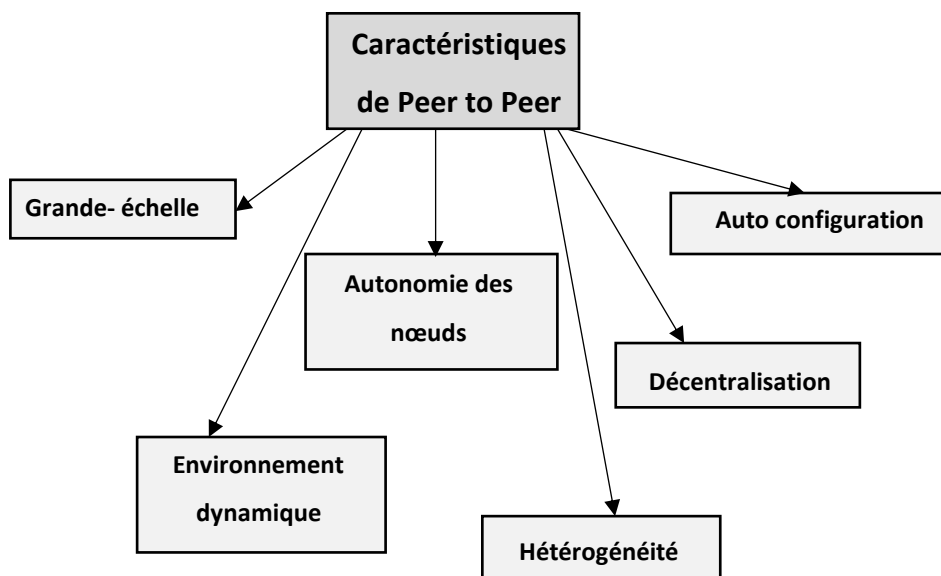 Caractéristiques
de Peer to Peer
Grande- échelle
Auto configuration
Autonomie des
nœuds
Décentralisation
Environnement
dynamique
Hétérogénéité